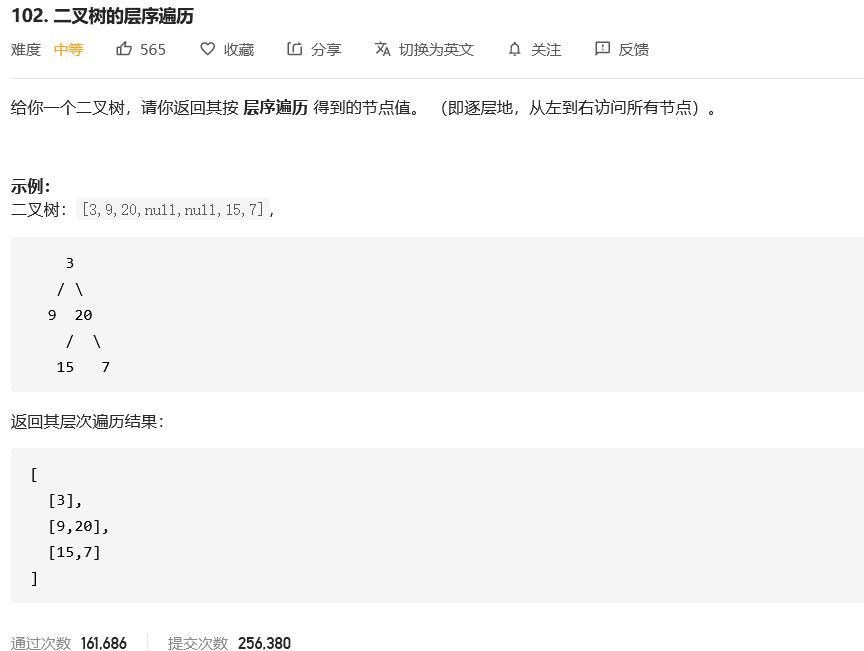 102. 二叉树的层序遍历
难度 中等 565 收藏 分享 切换为英文 关注 反馈
给你一个二叉树，请你返回其按 层序遍历 得到的节点值。 （即逐层地，从左到右访问所有节点）。
示例：
二叉树：[3,9,20,null,null,15,7],
3
/ \
9 20
/ \
15 7
返回其层次遍历结果：
[
[3],
[9,20],
[15,7]
]
通过次数 161,686 提交次数 256,380